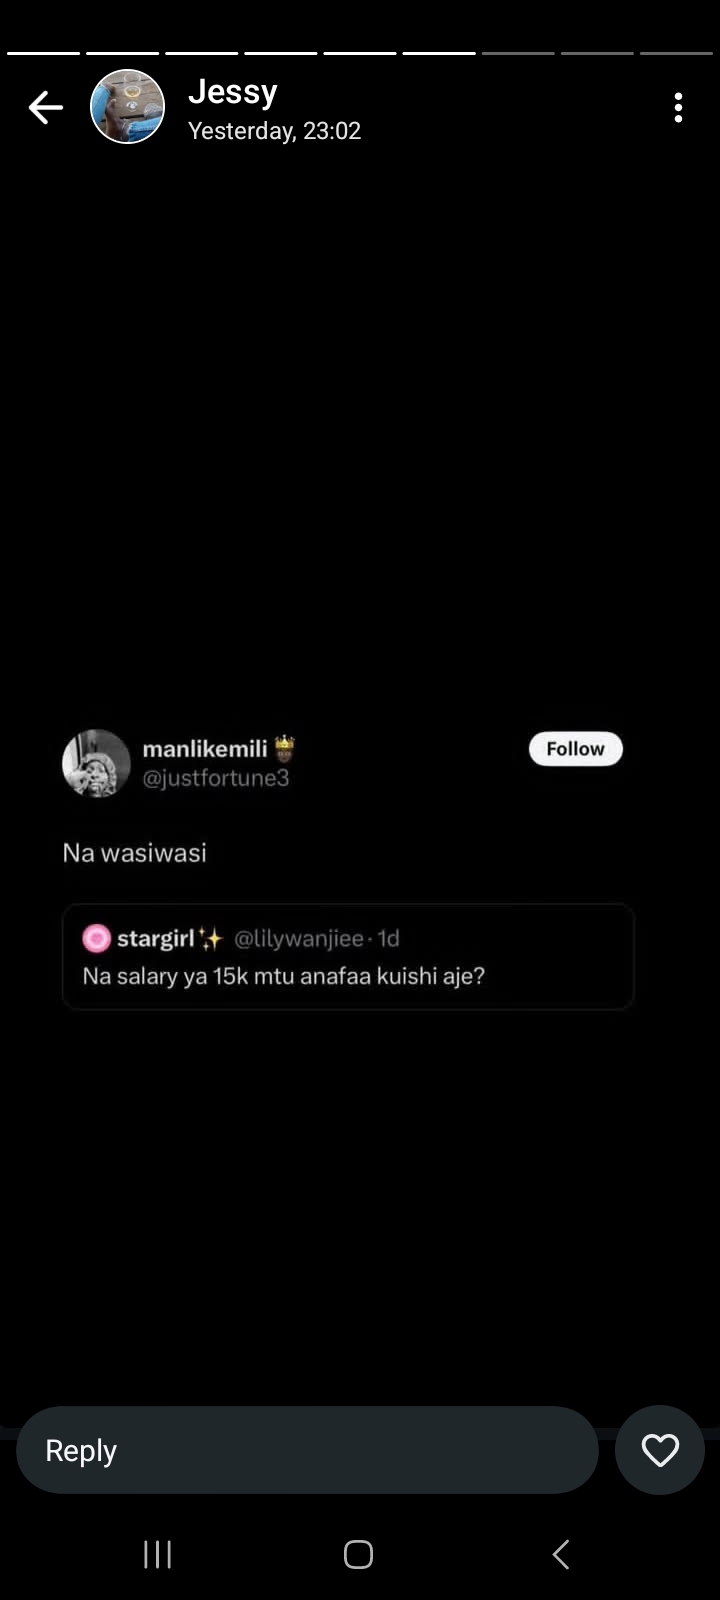 Jessy
Yesterday, 23:02
manlikemili
@justfortune3
Follow
Na wasiwasi
stargirl✨ @lilywanjiee · 1d
Na salary ya 15k mtu anafaa kuishi aje?
Reply